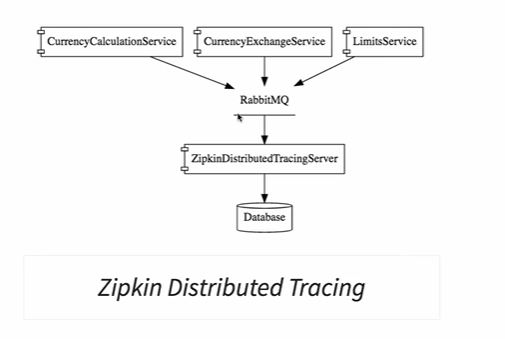 CurrencyCalculationService
CurrencyExchangeService
LimitsService
RabbitMQ
ZipkinDistributedTracingServer
Database
Zipkin Distributed Tracing